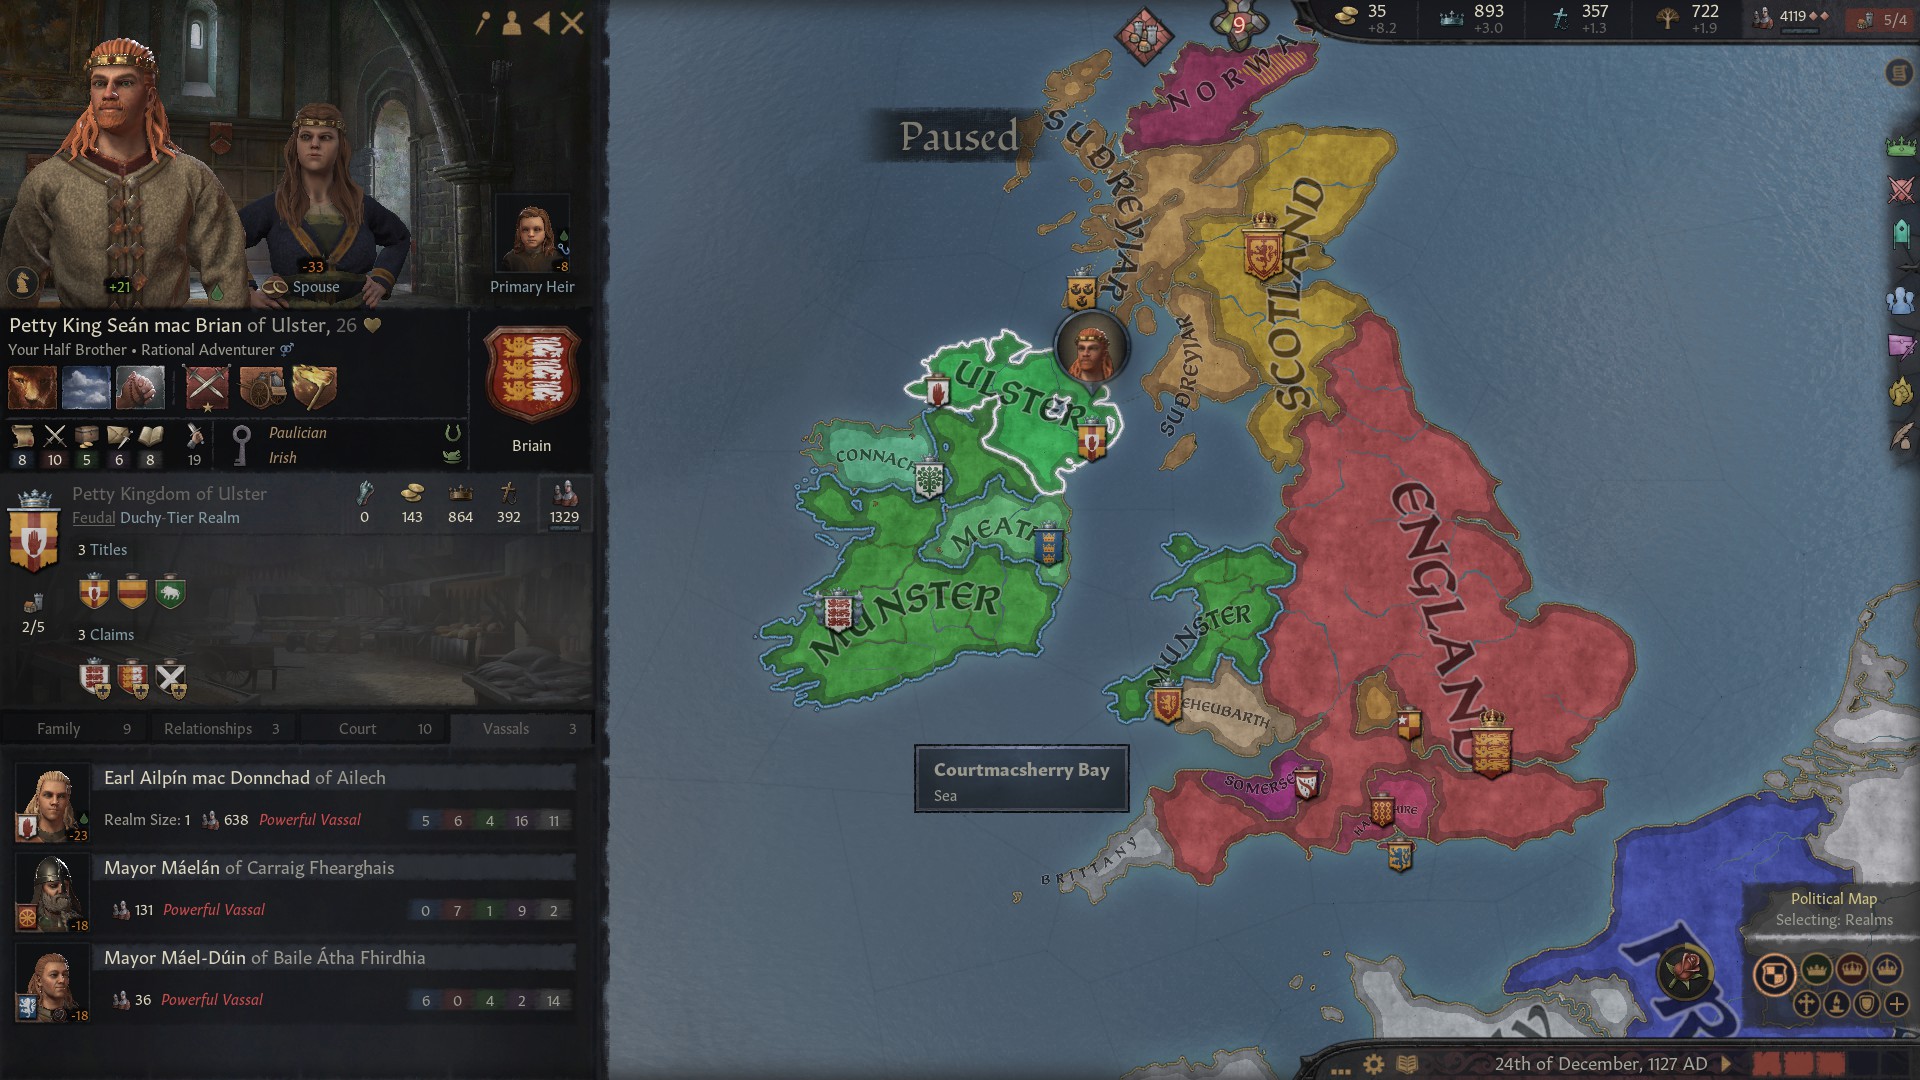 35
+8.2
893
+3.0
357
+1.3
722
+1.9
4119
5/4
9
Paused
+21
-33
Spouse
-8
Primary Heir
Petty King Seán mac Brian of Ulster, 26
Your Half Brother • Rational Adventurer
8 10 5 6 8 19
Paulician
Irish
Briain
Petty Kingdom of Ulster
Feudal Duchy-Tier Realm
0 143 864 392 1329
3 Titles
2/5
3 Claims
Family 9
Relationships 3
Court 10
Vassals 3
Earl Ailpín mac Donnchad of Ailech
Realm Size: 1 638 Powerful Vassal 5 6 4 16 11
-23
Mayor Máelán of Carraig Fhearghais
131 Powerful Vassal 0 7 1 9 2
-18
Mayor Máel-Dúin of Baile Átha Fhirdhia
36 Powerful Vassal 6 0 4 2 14
-18
NORWA
SUÐREYJAR
SCOTLAND
SUÐREYJAR
ULSTER
CONNAC
MEATH
MUNSTER
MUNSTER
ENGLAND
EHEUBARTH
SOMERSE
HIRE
BRITTANY
Courtmacsherry Bay
Sea
Political Map
Selecting: Realms
24th of December, 1127 AD